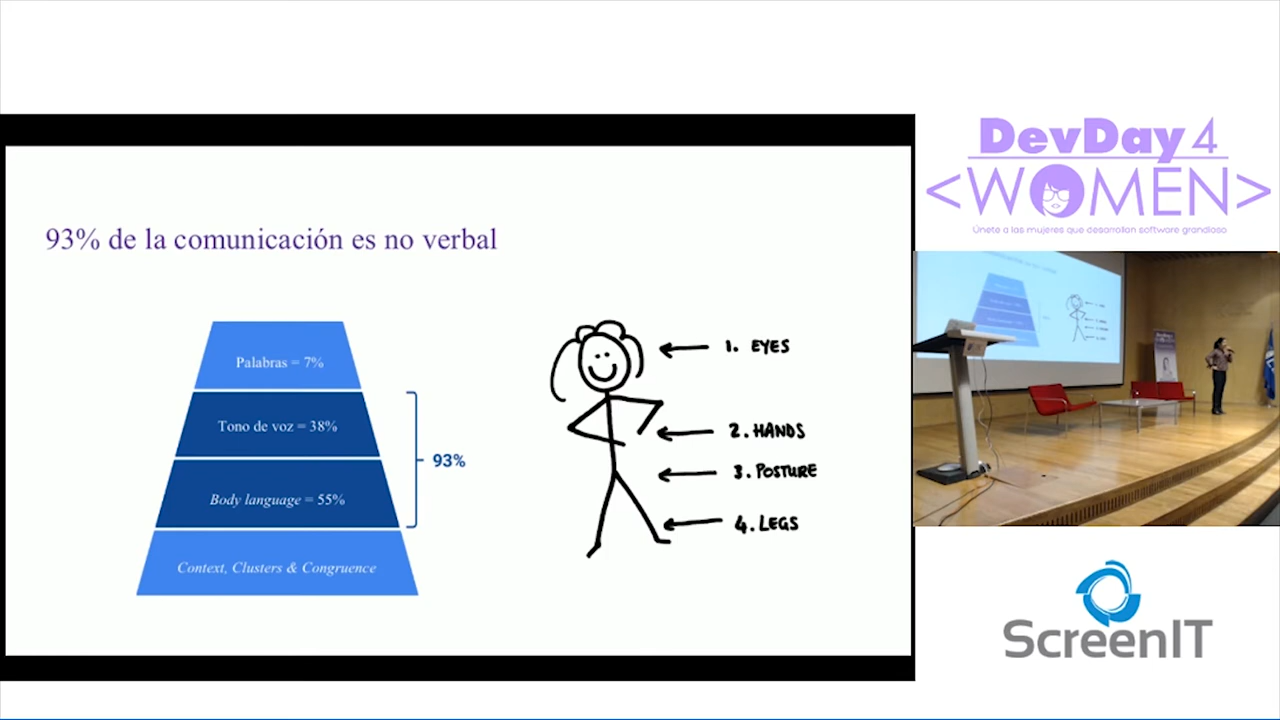 93% de la comunicación es no verbal
Palabras = 7%
Tono de voz = 38%
Body language = 55%
93%
Context, Clusters & Congruence
1. EYES
2. HANDS
3. POSTURE
4. LEGS
DevDay4
<WOMEN>
Únete a las mujeres que desarrollan software grandioso
ScreenIT